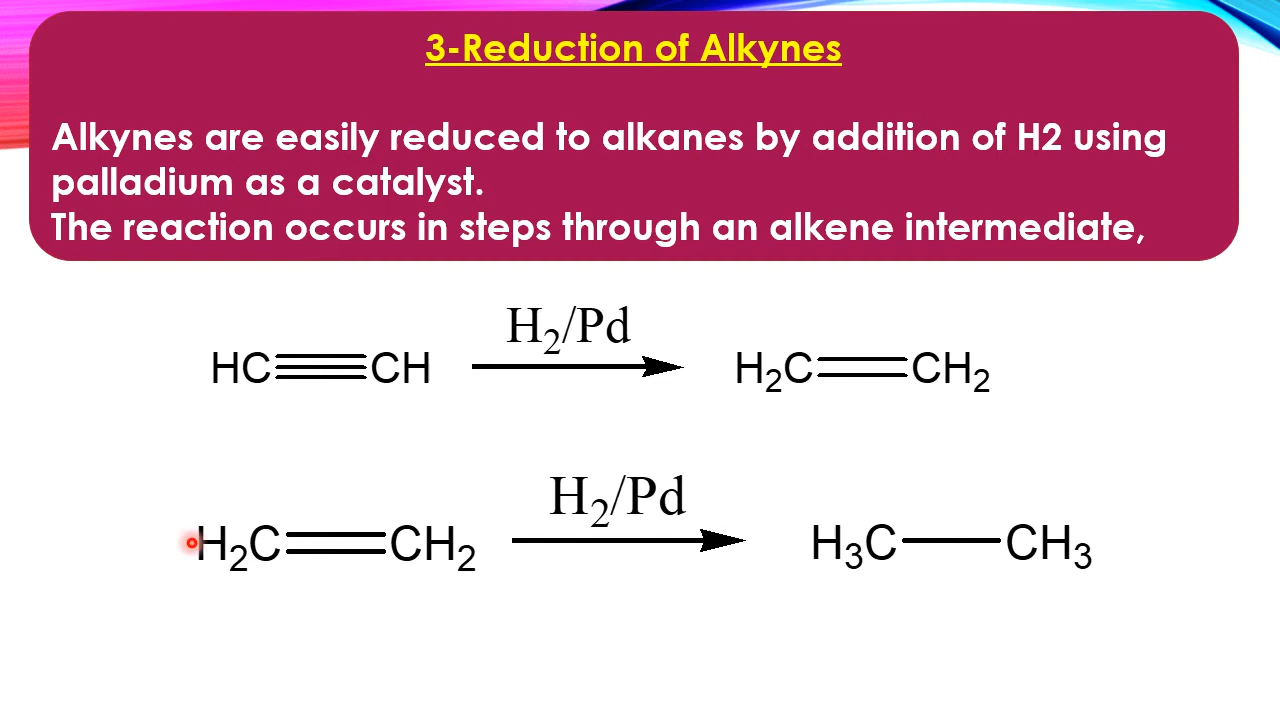 3-Reduction of Alkynes
Alkynes are easily reduced to alkanes by addition of H2 using
palladium as a catalyst.
The reaction occurs in steps through an alkene intermediate,
H₂/Pd
HC≡CH H₂C=CH₂
H₂/Pd
H₂C=CH₂ H₃C—CH₃